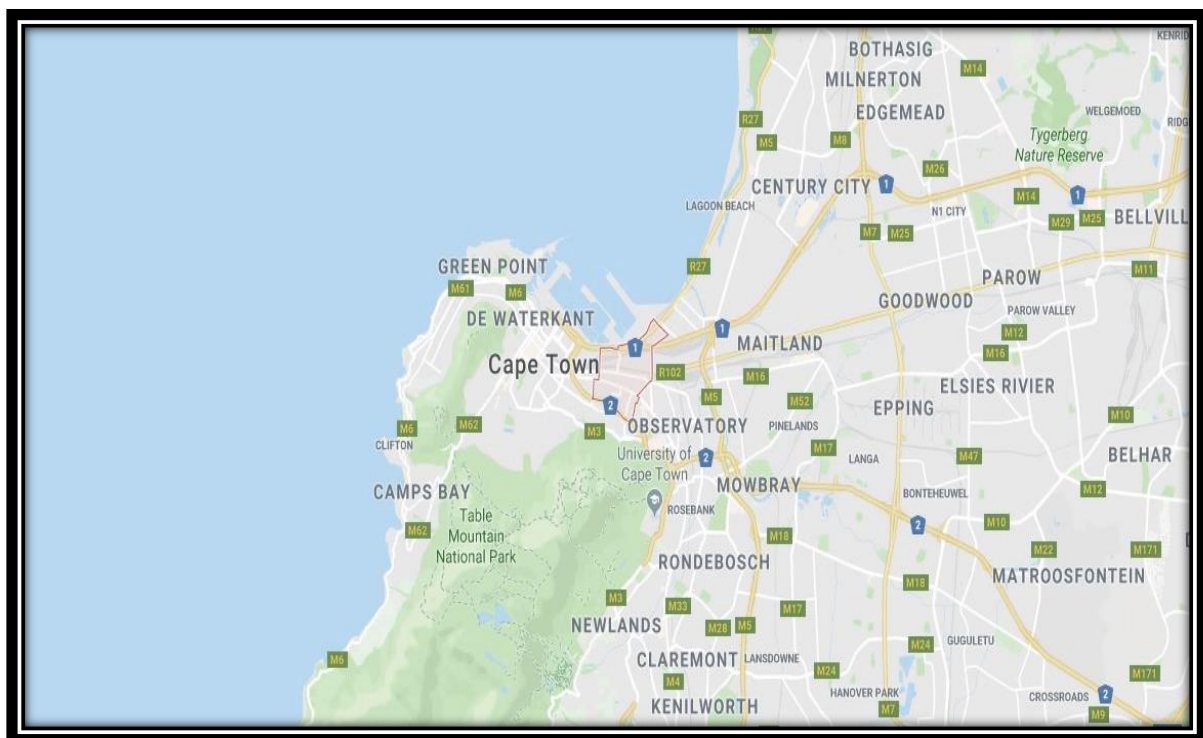 KENRID
BOTHASIG
M14
MILNERTON
EDGEMEAD
WELGEMOED
R27
RIDG
M5
M8
Tygerberg
Nature Reserve
M26
CENTURY CITY
1
1
M14
LAGOON BEACH
N1 CITY
M29
M25
BELLVILL
M7
M25
GREEN POINT
R27
M11
PAROW
M61
M6
GOODWOOD
PAROW VALLEY
DE WATERKANT
1
M12
1
MAITLAND
M16
Cape Town
R102
M16
ELSIES RIVIER
M5
M52
EPPING
2
M10
M6
M62
M3
OBSERVATORY
PINELANDS
CLIFTON
M17
University of
Cape Town
2
LANGA
M47
BELHAR
CAMPS BAY
MOWBRAY
BONTEHEUWEL
M12
Table
Mountain
National Park
ROSEBANK
M62
2
M10
M18
M22
M171
RONDEBOSCH
MATROOSFONTEIN
M18
M3
M33
M17
NEWLANDS
M28
M5
M24
GUGULETU
M6
CLAREMONT
LANSDOWNE
M24
M171
M4
HANOVER PARK
CROSSROADS
2
KENILWORTH
M7
M9